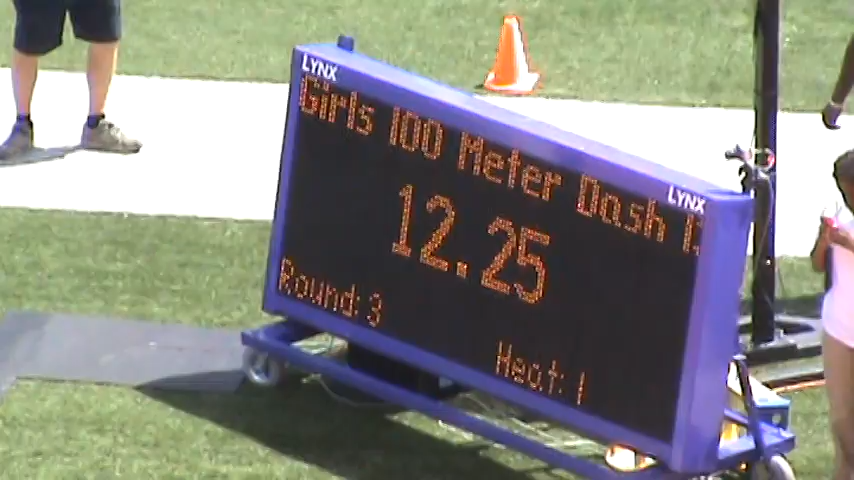 LYNX
Girls 100 Meter Dash
LYNX
12.25
Round: 3
Heat: 1